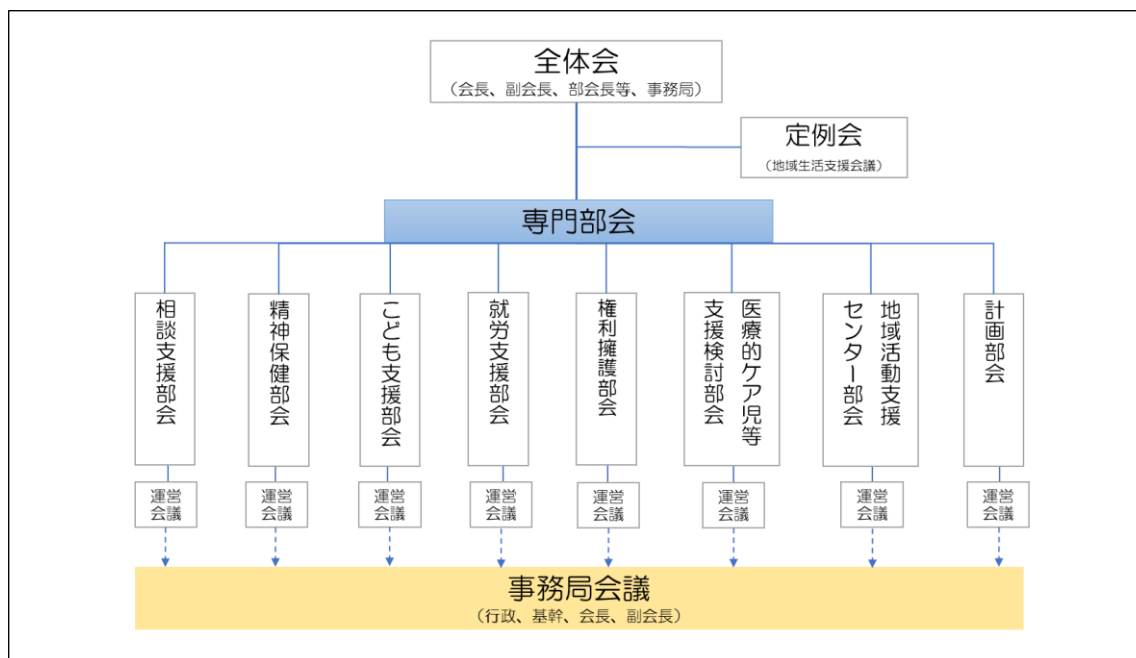 全体会
（会長、副会長、部会長等、事務局）
定例会
（地域生活支援会議）
専門部会
相談支援部会
精神保健部会
こども支援部会
就労支援部会
権利擁護部会
医療的ケア児等
支援検討部会
地域活動支援
センター部会
計画部会
運営
会議
運営
会議
運営
会議
運営
会議
運営
会議
運営
会議
運営
会議
運営
会議
事務局会議
（行政、基幹、会長、副会長）